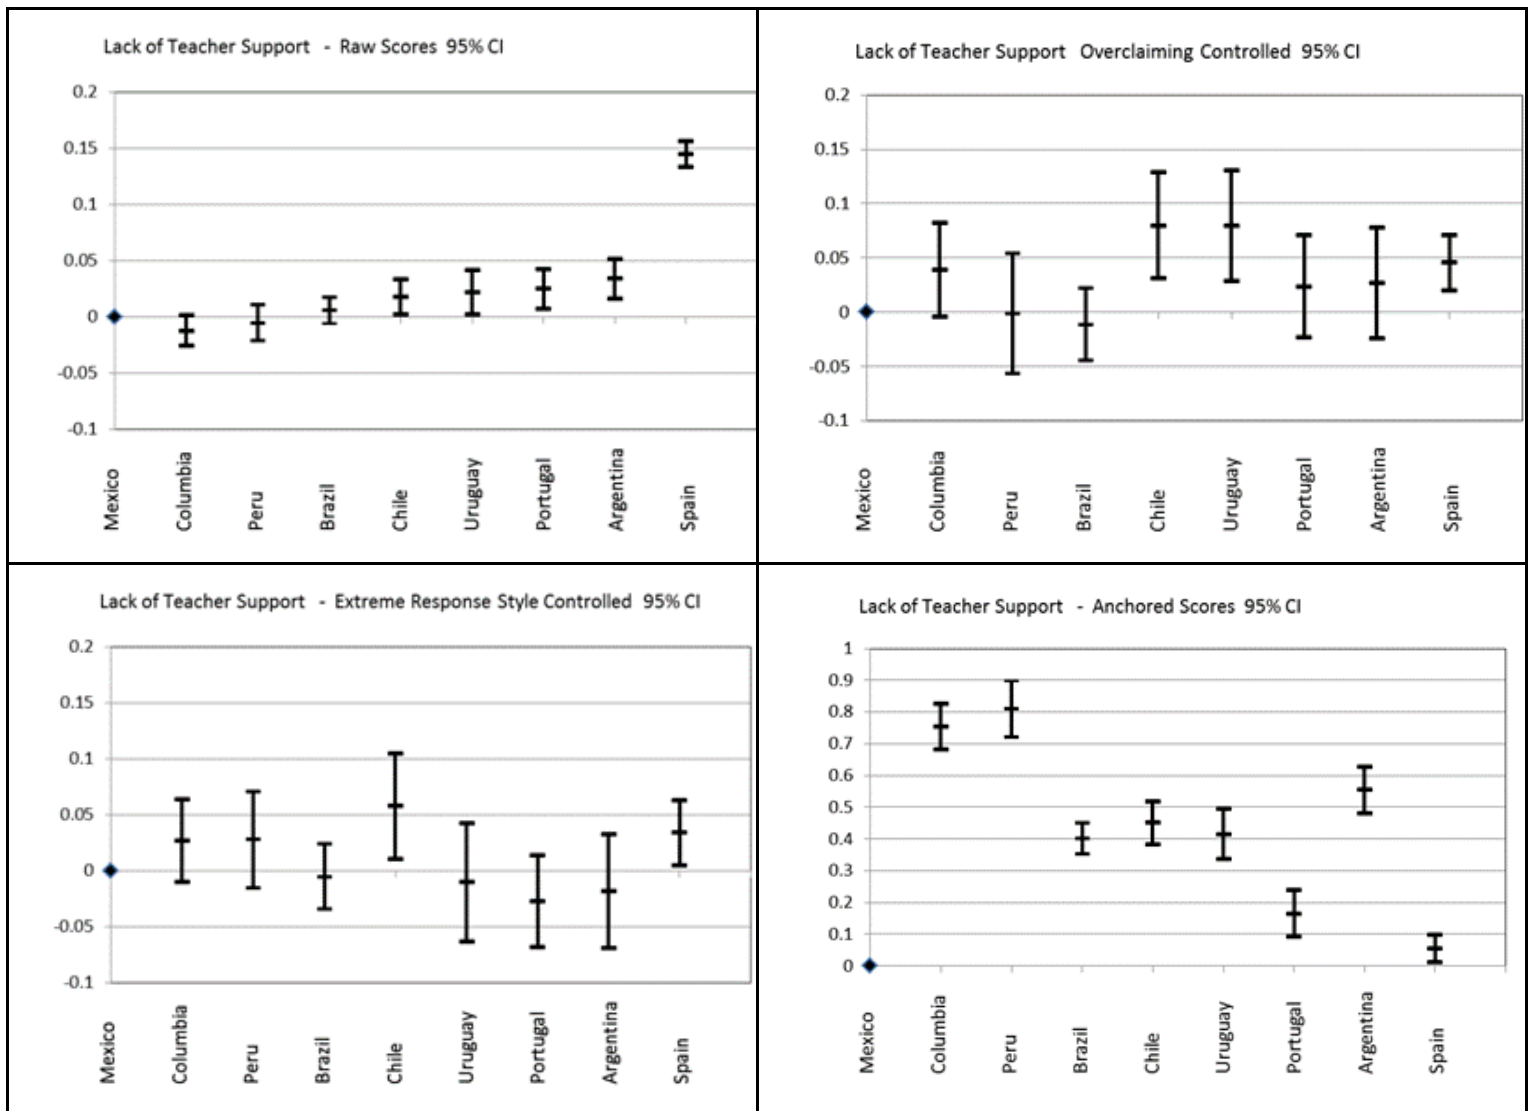 Lack of Teacher Support - Raw Scores 95% CI
0.2
0.15
0.1
0.05
0
-0.05
-0.1
Mexico
Columbia
Peru
Brazil
Chile
Uruguay
Portugal
Argentina
Spain
Lack of Teacher Support Overclaiming Controlled 95% CI
0.2
0.15
0.1
0.05
0
-0.05
-0.1
Mexico
Columbia
Peru
Brazil
Chile
Uruguay
Portugal
Argentina
Spain
Lack of Teacher Support - Extreme Response Style Controlled 95% CI
0.2
0.15
0.1
0.05
0
-0.05
-0.1
Mexico
Columbia
Peru
Brazil
Chile
Uruguay
Portugal
Argentina
Spain
Lack of Teacher Support - Anchored Scores 95% CI
1
0.9
0.8
0.7
0.6
0.5
0.4
0.3
0.2
0.1
0
Mexico
Columbia
Peru
Brazil
Chile
Uruguay
Portugal
Argentina
Spain